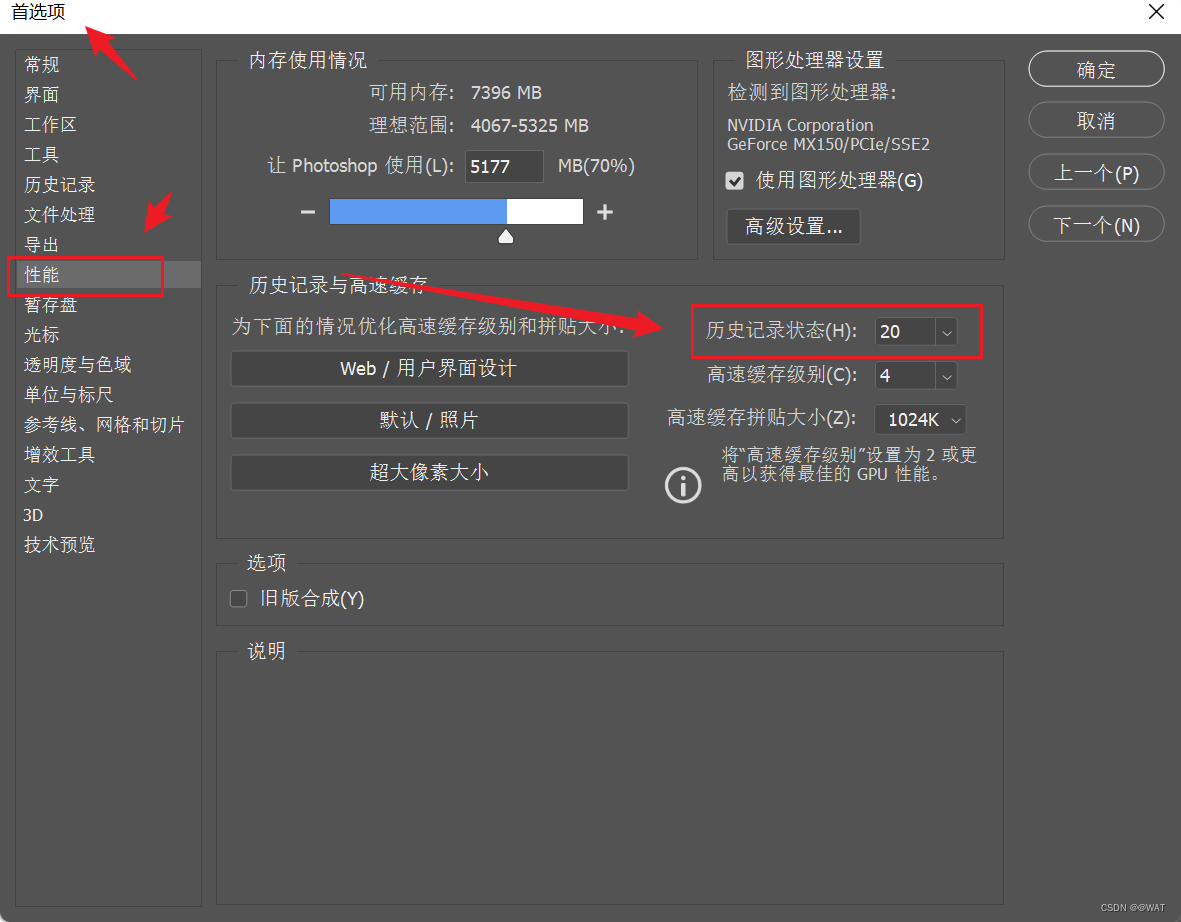 首选项
常规
界面
工作区
工具
历史记录
文件处理
导出
性能
暂存盘
光标
透明度与色域
单位与标尺
参考线、网格和切片
增效工具
文字
3D
技术预览
内存使用情况
可用内存: 7396 MB
理想范围: 4067-5325 MB
让 Photoshop 使用(L): 5177 MB(70%)
图形处理器设置
检测到图形处理器:
NVIDIA Corporation
GeForce MX150/PCIe/SSE2
使用图形处理器(G)
高级设置...
历史记录与高速缓存
为下面的情况优化高速缓存级别和拼贴大小:
Web / 用户界面设计
默认 / 照片
超大像素大小
历史记录状态(H): 20
高速缓存级别(C): 4
高速缓存拼贴大小(Z): 1024K
将“高速缓存级别”设置为 2 或更
高以获得最佳的 GPU 性能。
选项
旧版合成(Y)
说明
确定
取消
上一个(P)
下一个(N)
CSDN @@WAT